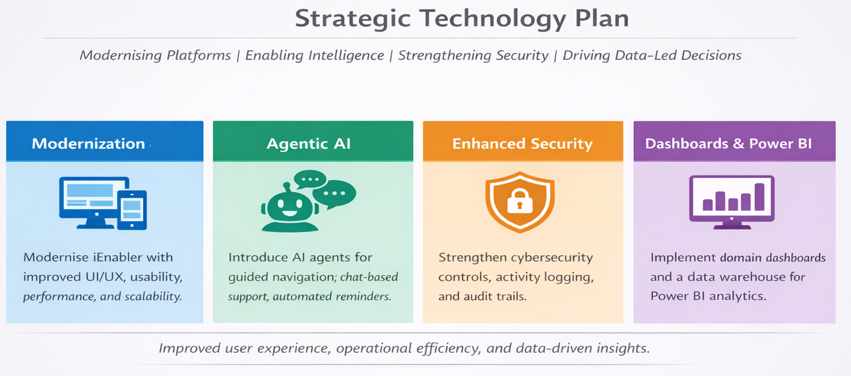 Strategic Technology Plan
Modernising Platforms | Enabling Intelligence | Strengthening Security | Driving Data-Led Decisions
Modernization
Modernise iEnabler with
improved UI/UX, usability,
performance, and scalability.
Agentic AI
Introduce AI agents for
guided navigation; chat-based
support, automated reminders.
Enhanced Security
Strengthen cybersecurity
controls, activity logging,
and audit trails.
Dashboards & Power BI
Implement domain dashboards
and a data warehouse for
Power BI analytics.
Improved user experience, operational efficiency, and data-driven insights.